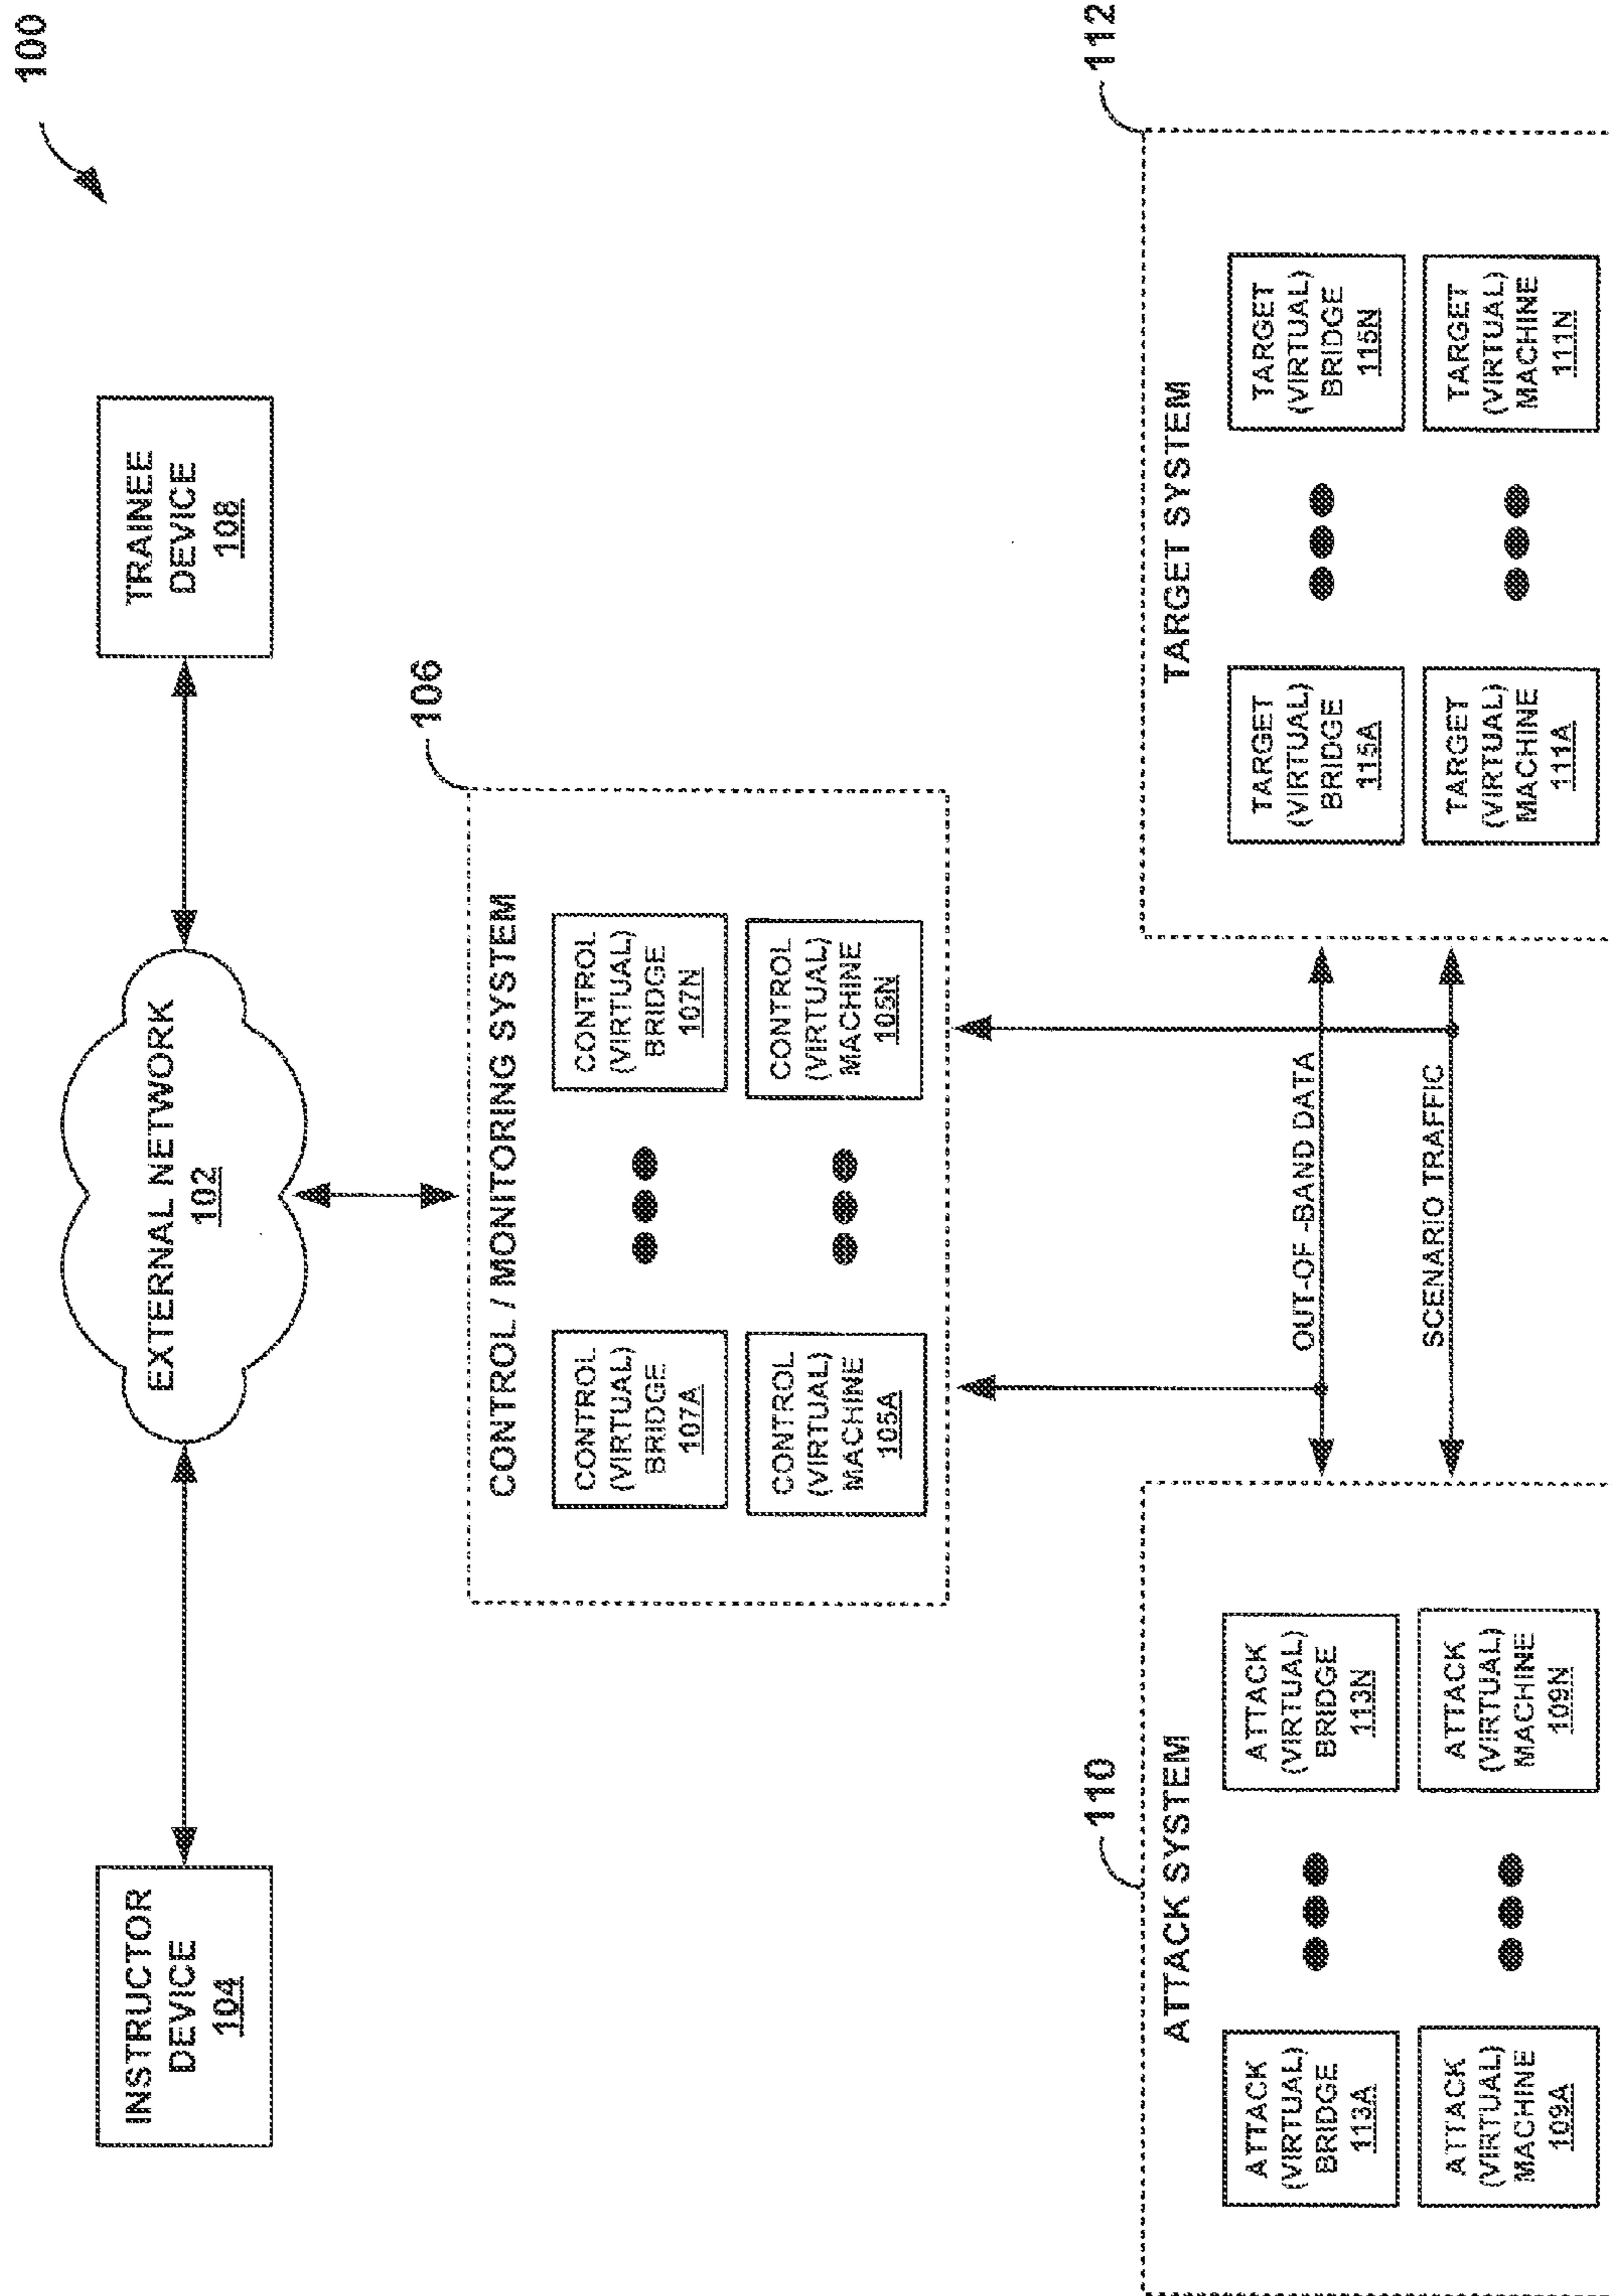 100
INSTRUCTOR
DEVICE
104
EXTERNAL NETWORK
102
TRAINEE
DEVICE
108
106
CONTROL / MONITORING SYSTEM
CONTROL
(VIRTUAL)
BRIDGE
107A
CONTROL
(VIRTUAL)
BRIDGE
107N
CONTROL
(VIRTUAL)
MACHINE
105A
CONTROL
(VIRTUAL)
MACHINE
105N
110
ATTACK SYSTEM
ATTACK
(VIRTUAL)
BRIDGE
113A
ATTACK
(VIRTUAL)
BRIDGE
113N
ATTACK
(VIRTUAL)
MACHINE
109A
ATTACK
(VIRTUAL)
MACHINE
109N
OUT-OF -BAND DATA
SCENARIO TRAFFIC
112
TARGET SYSTEM
TARGET
(VIRTUAL)
BRIDGE
115A
TARGET
(VIRTUAL)
BRIDGE
115N
TARGET
(VIRTUAL)
MACHINE
111A
TARGET
(VIRTUAL)
MACHINE
111N